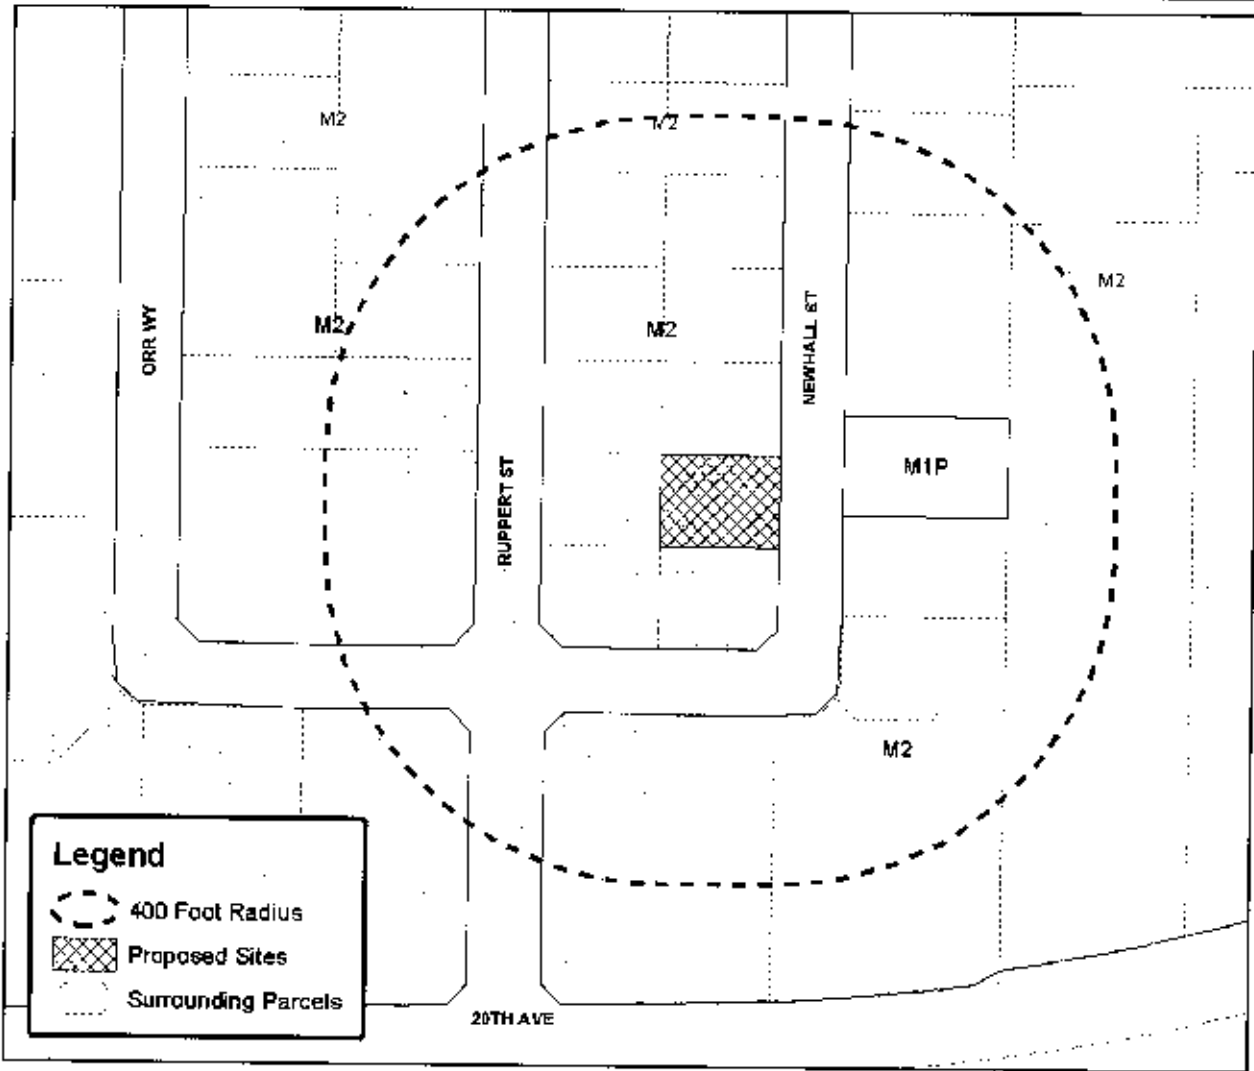 M2
M2
M2
M2
M2
M2
ORR WY
NEWHALL ST
RUPPERT ST
M1P
M2
Legend
400 Foot Radius
Proposed Sites
Surrounding Parcels
20TH AVE